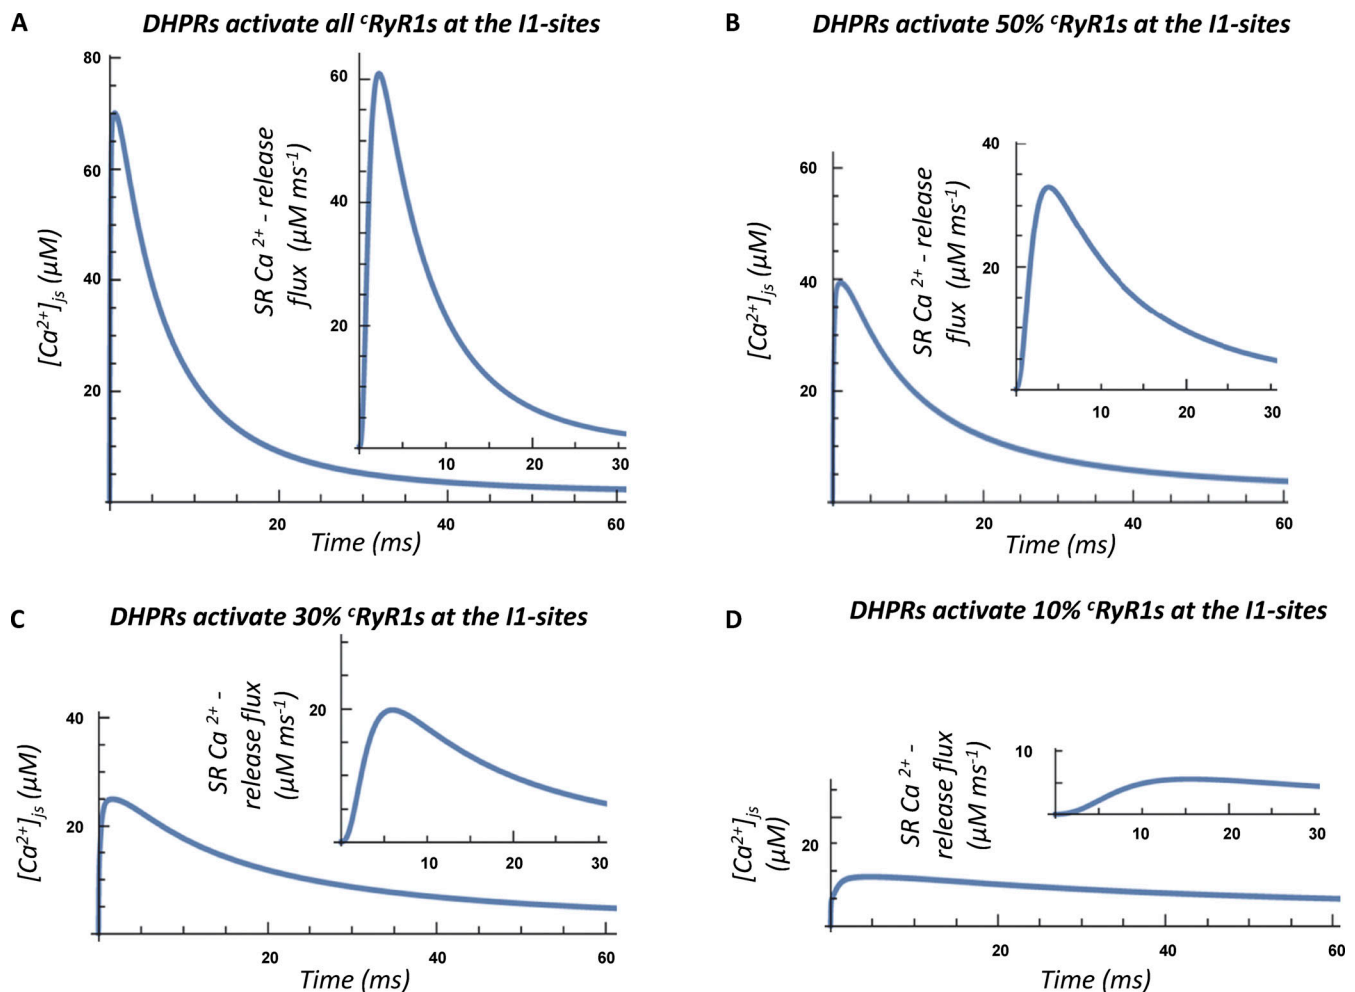 A
DHPRs activate all ᶜRyR1s at the I1-sites
80
60
40
20
[Ca²⁺]js (μM)
20
40
60
Time (ms)
SR Ca ²⁺ - release
flux (μM ms⁻¹)
60
40
20
10
20
30
B
DHPRs activate 50% ᶜRyR1s at the I1-sites
60
40
20
[Ca²⁺]js (μM)
20
40
60
Time (ms)
SR Ca ²⁺ - release
flux (μM ms⁻¹)
40
20
10
20
30
C
DHPRs activate 30% ᶜRyR1s at the I1-sites
40
20
[Ca²⁺]js (μM)
20
40
60
Time (ms)
SR Ca ²⁺ -
release flux
(μM ms⁻¹)
20
10
20
30
D
DHPRs activate 10% ᶜRyR1s at the I1-sites
20
[Ca²⁺]js
(μM)
20
40
60
Time (ms)
SR Ca ²⁺ -
release flux
(μM ms⁻¹)
10
10
20
30